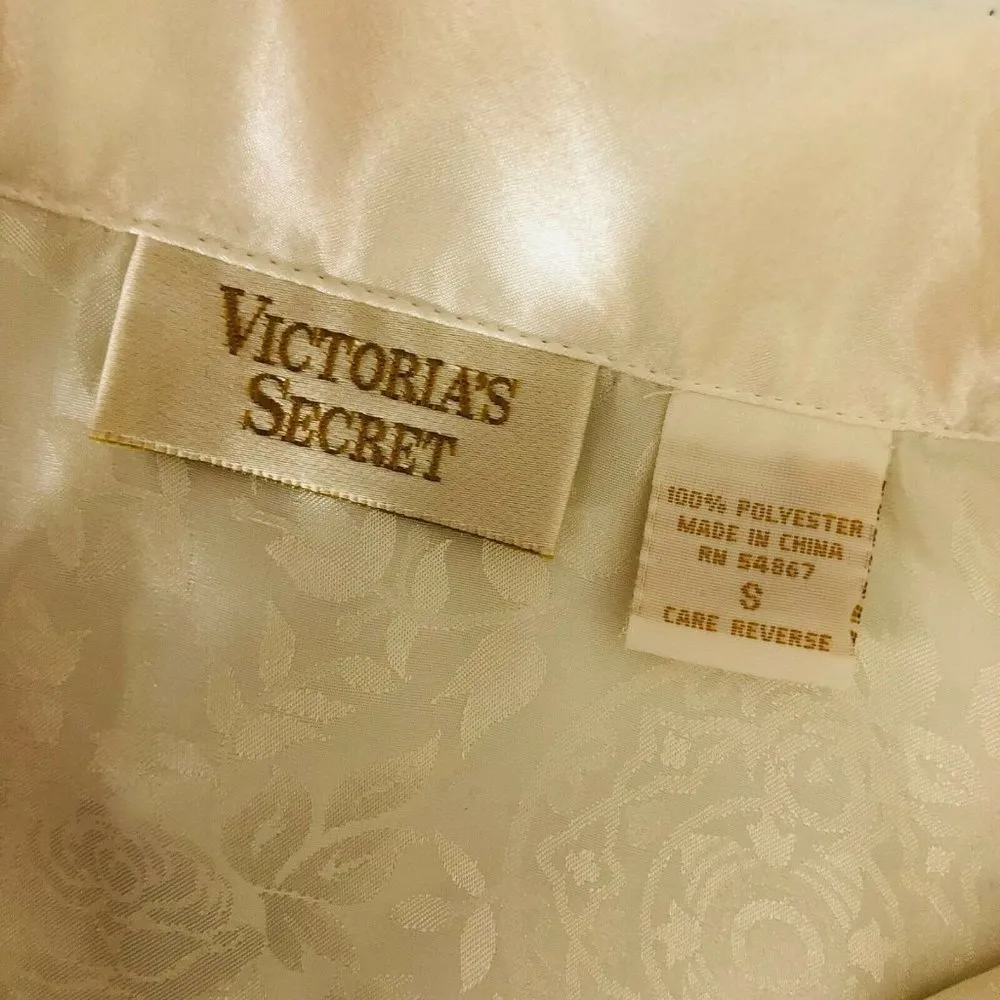 VICTORIA'S
SECRET
100% POLYESTER
MADE IN CHINA
RN 54867
S
CARE REVERSE